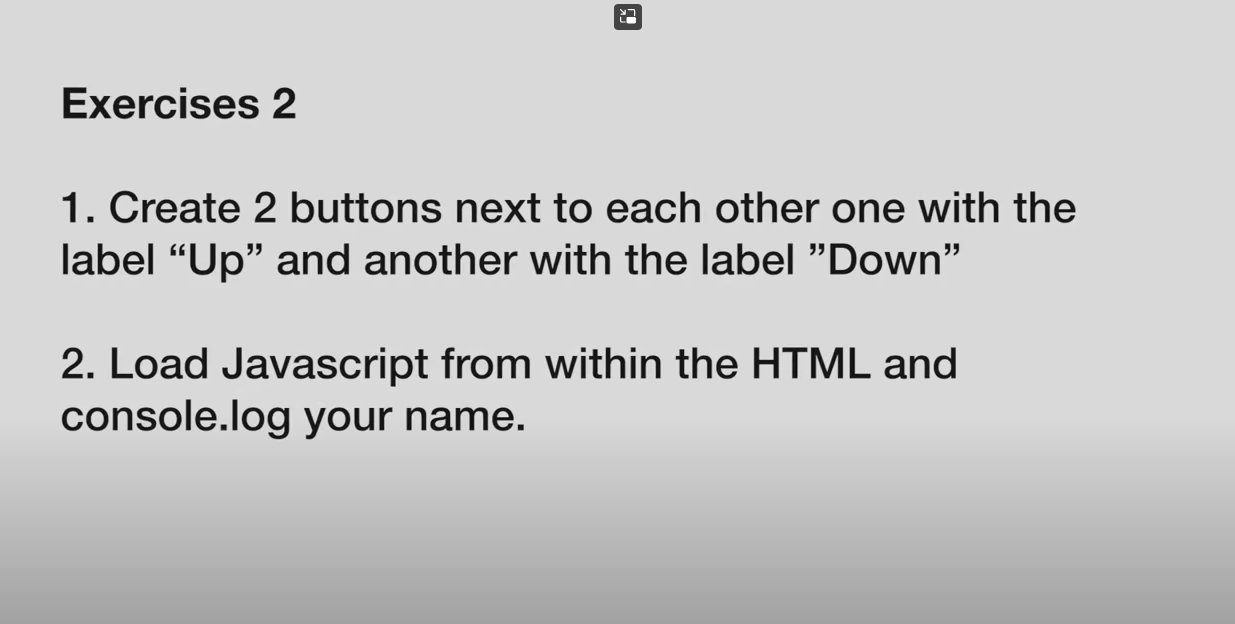 Exercises 2
1. Create 2 buttons next to each other one with the
label “Up” and another with the label ”Down”
2. Load Javascript from within the HTML and
console.log your name.